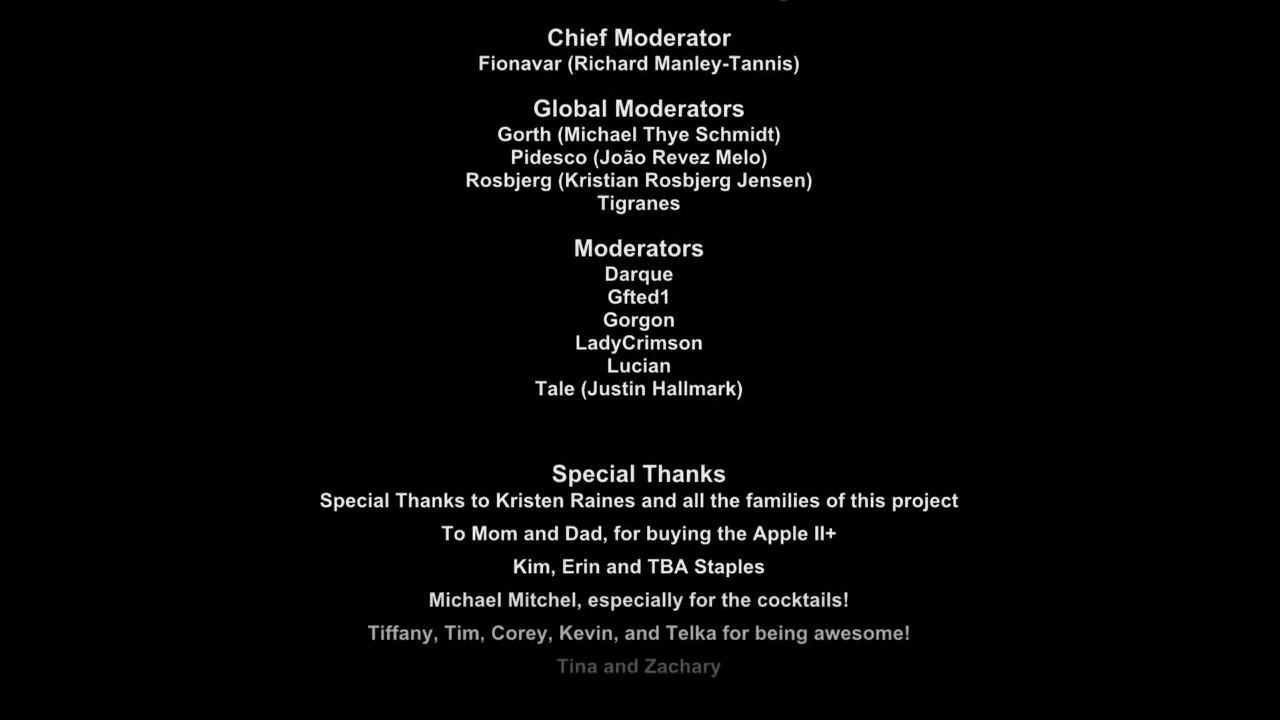 Chief Moderator
Fionavar (Richard Manley-Tannis)
Global Moderators
Gorth (Michael Thye Schmidt)
Pidesco (João Revez Melo)
Rosbjerg (Kristian Rosbjerg Jensen)
Tigranes
Moderators
Darque
Gfted1
Gorgon
LadyCrimson
Lucian
Tale (Justin Hallmark)
Special Thanks
Special Thanks to Kristen Raines and all the families of this project
To Mom and Dad, for buying the Apple II+
Kim, Erin and TBA Staples
Michael Mitchel, especially for the cocktails!
Tiffany, Tim, Corey, Kevin, and Telka for being awesome!
Tina and Zachary